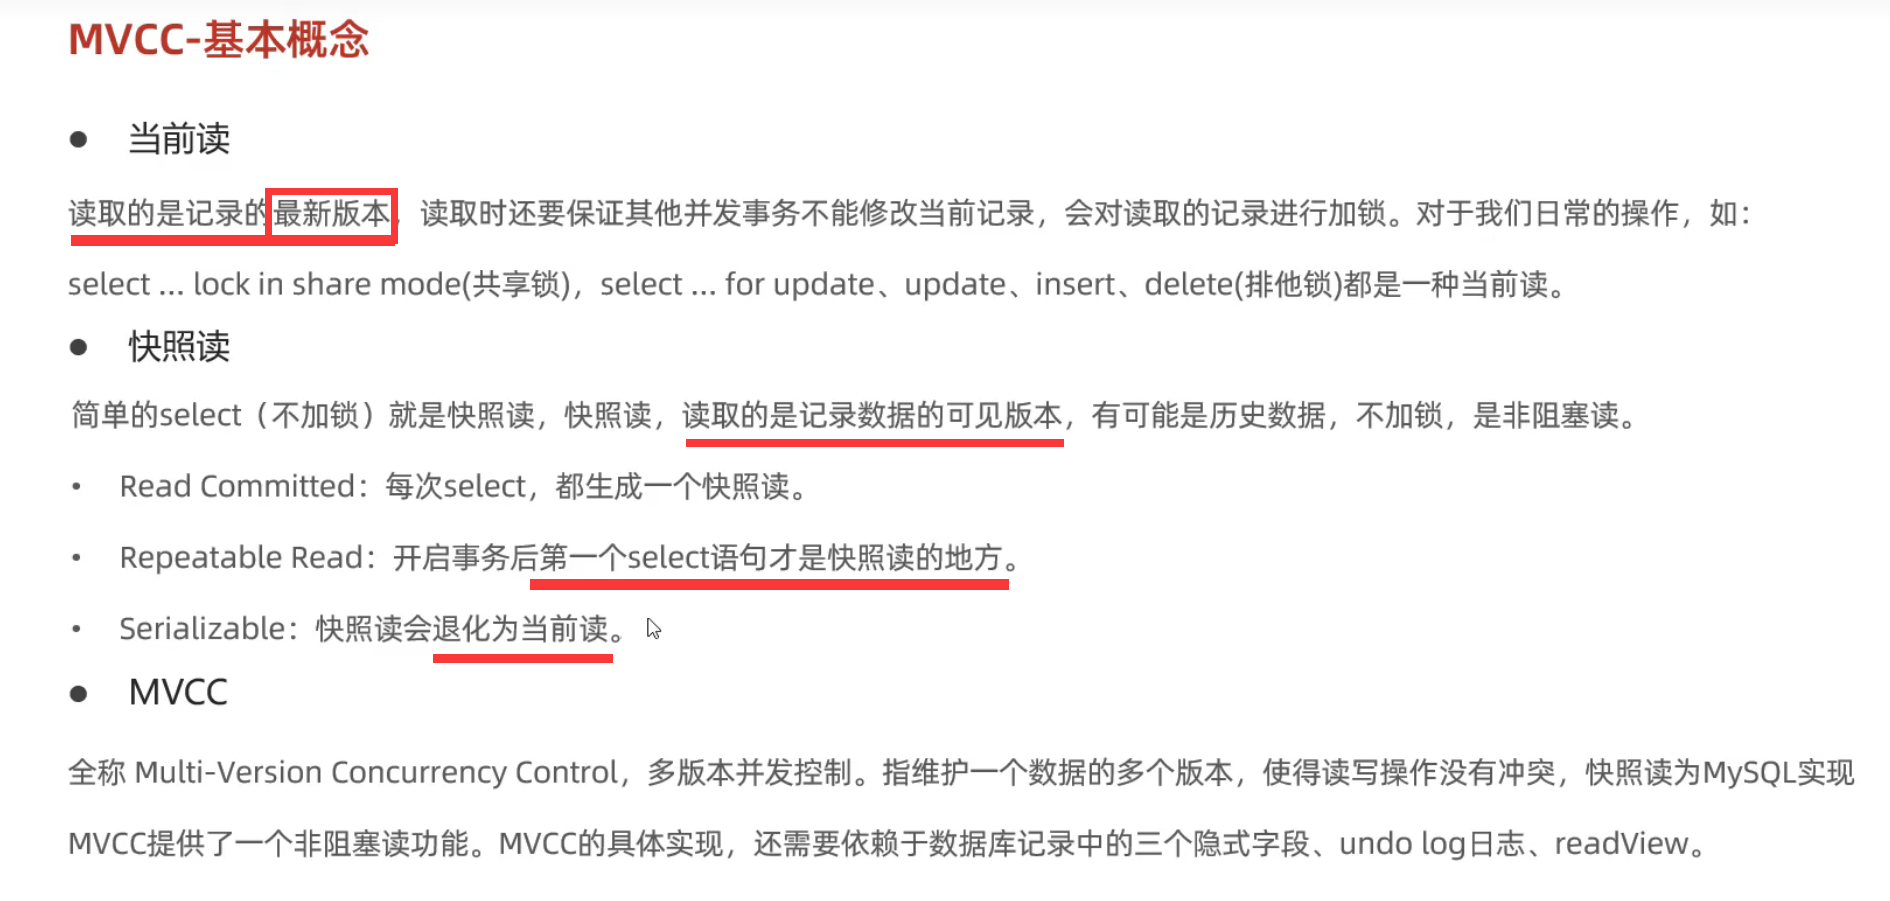 MVCC-基本概念
● 当前读
读取的是记录的最新版本，读取时还要保证其他并发事务不能修改当前记录，会对读取的记录进行加锁。对于我们日常的操作，如：
select ... lock in share mode(共享锁)，select ... for update、update、insert、delete(排他锁)都是一种当前读。
● 快照读
简单的select（不加锁）就是快照读，快照读，读取的是记录数据的可见版本，有可能是历史数据，不加锁，是非阻塞读。
• Read Committed：每次select，都生成一个快照读。
• Repeatable Read：开启事务后第一个select语句才是快照读的地方。
• Serializable：快照读会退化为当前读。
● MVCC
全称 Multi-Version Concurrency Control，多版本并发控制。指维护一个数据的多个版本，使得读写操作没有冲突，快照读为MySQL实现
MVCC提供了一个非阻塞读功能。MVCC的具体实现，还需要依赖于数据库记录中的三个隐式字段、undo log日志、readView。